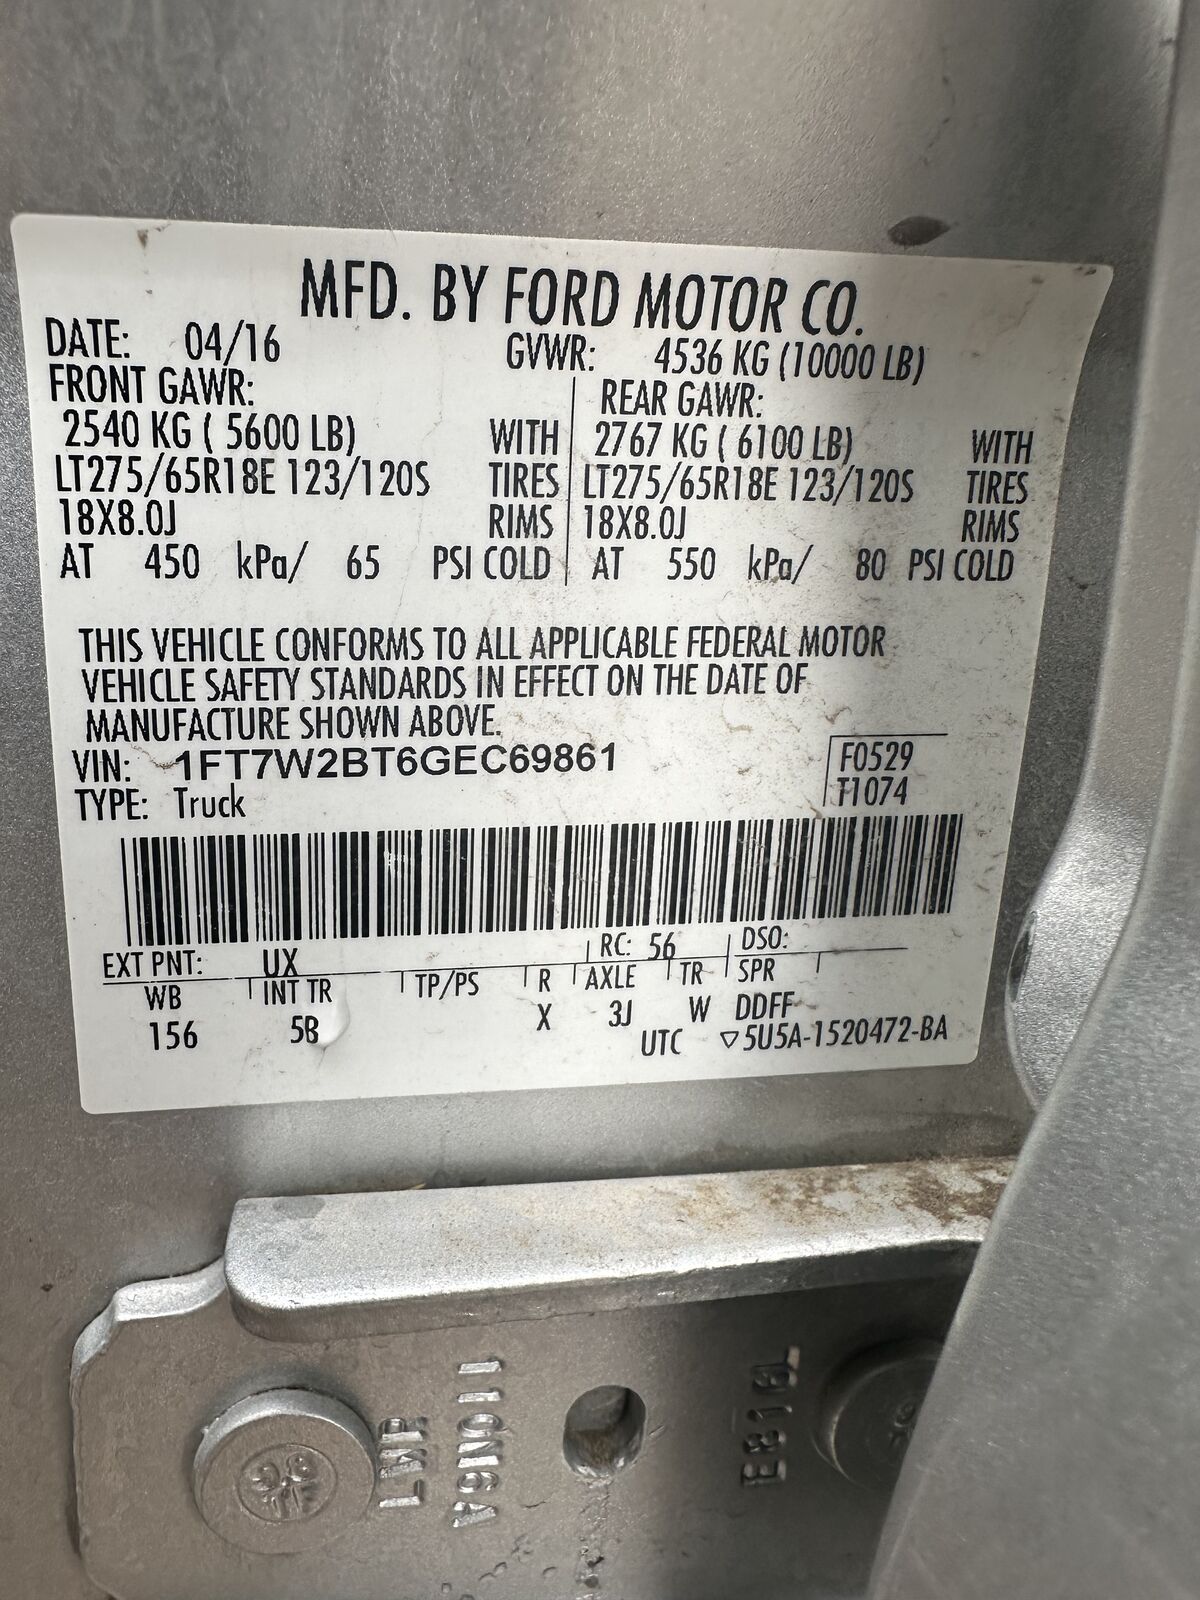 MFD. BY FORD MOTOR CO.
DATE: 04/16 GVWR: 4536 KG (10000 LB)
FRONT GAWR: REAR GAWR:
2540 KG ( 5600 LB) WITH 2767 KG ( 6100 LB) WITH
LT275/65R18E 123/120S TIRES LT275/65R18E 123/120S TIRES
18X8.0J RIMS 18X8.0J RIMS
AT 450 kPa/ 65 PSI COLD AT 550 kPa/ 80 PSI COLD
THIS VEHICLE CONFORMS TO ALL APPLICABLE FEDERAL MOTOR
VEHICLE SAFETY STANDARDS IN EFFECT ON THE DATE OF
MANUFACTURE SHOWN ABOVE.
VIN: 1FT7W2BT6GEC69861 F0529
TYPE: Truck T1074
EXT PNT: UX RC: 56 DSO:
WB INT TR TP/PS R AXLE TR SPR
156 5B X 3J W DDFF
UTC ▽5U5A-1520472-BA